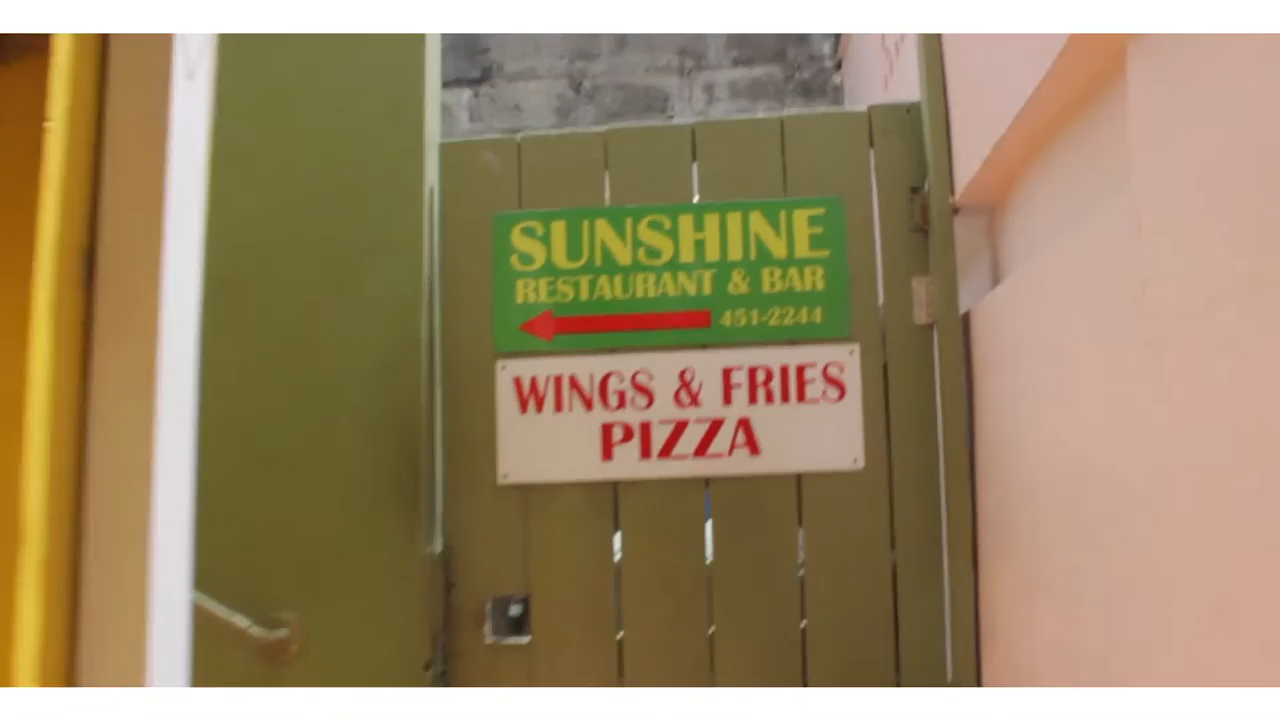 SUNSHINE
RESTAURANT & BAR
451-2244
WINGS & FRIES
PIZZA